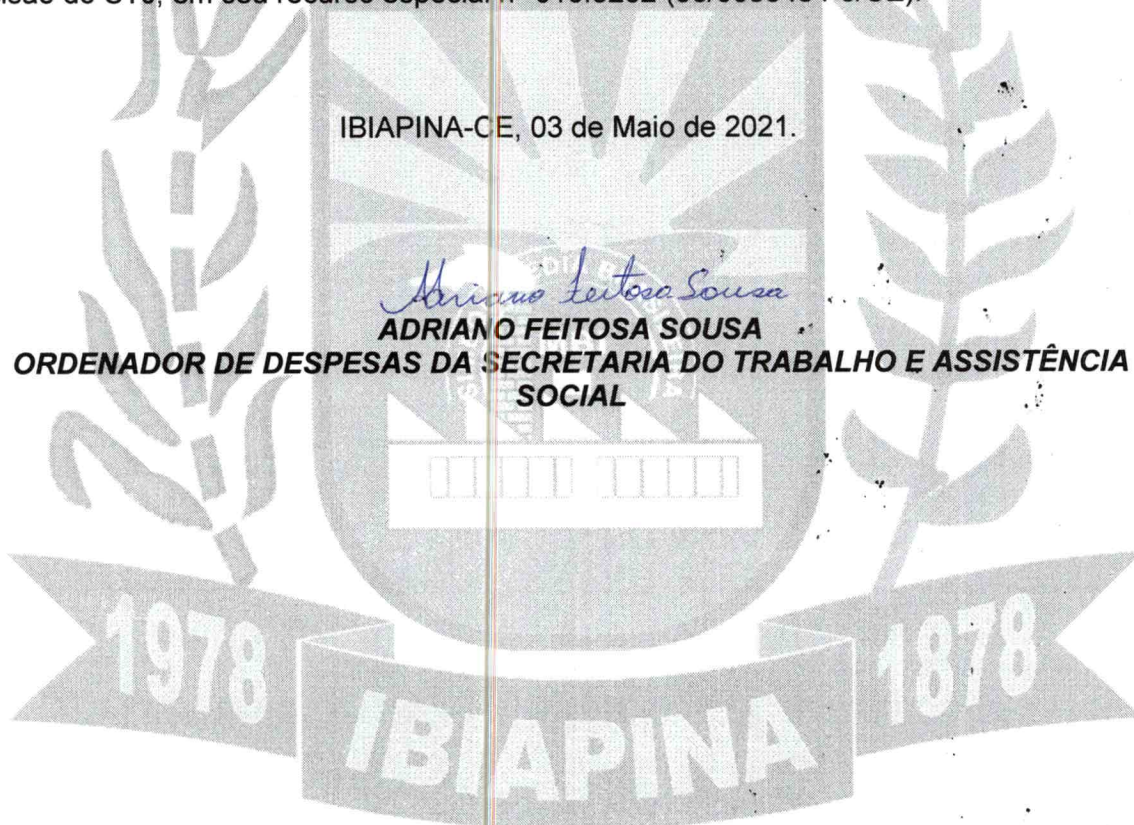 IBIAPINA-CE, 03 de Maio de 2021.
Adriano Feitosa Sousa
ADRIANO FEITOSA SOUSA
ORDENADOR DE DESPESAS DA SECRETARIA DO TRABALHO E ASSISTÊNCIA
SOCIAL
1978
1878
IBIAPINA